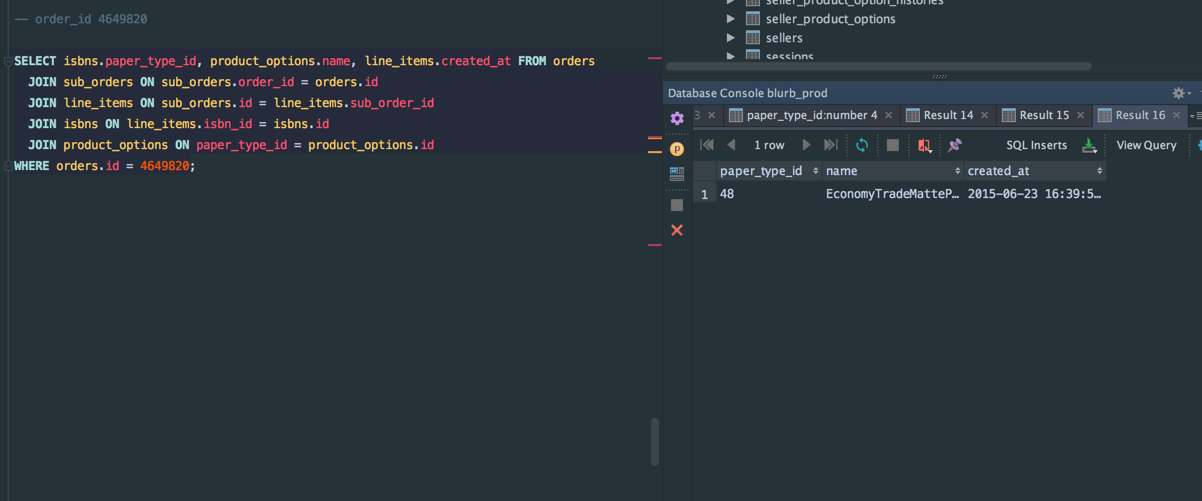 -- order_id 4649820
SELECT isbns.paper_type_id, product_options.name, line_items.created_at FROM orders
JOIN sub_orders ON sub_orders.order_id = orders.id
JOIN line_items ON sub_orders.id = line_items.sub_order_id
JOIN isbns ON line_items.isbn_id = isbns.id
JOIN product_options ON paper_type_id = product_options.id
WHERE orders.id = 4649820;
seller_product_option_histories
seller_product_options
sellers
sessions
Database Console blurb_prod
3 paper_type_id:number 4 Result 14 Result 15 Result 16
P 1 row SQL Inserts View Query
paper_type_id name created_at
1 48 EconomyTradeMatteP... 2015-06-23 16:39:5...